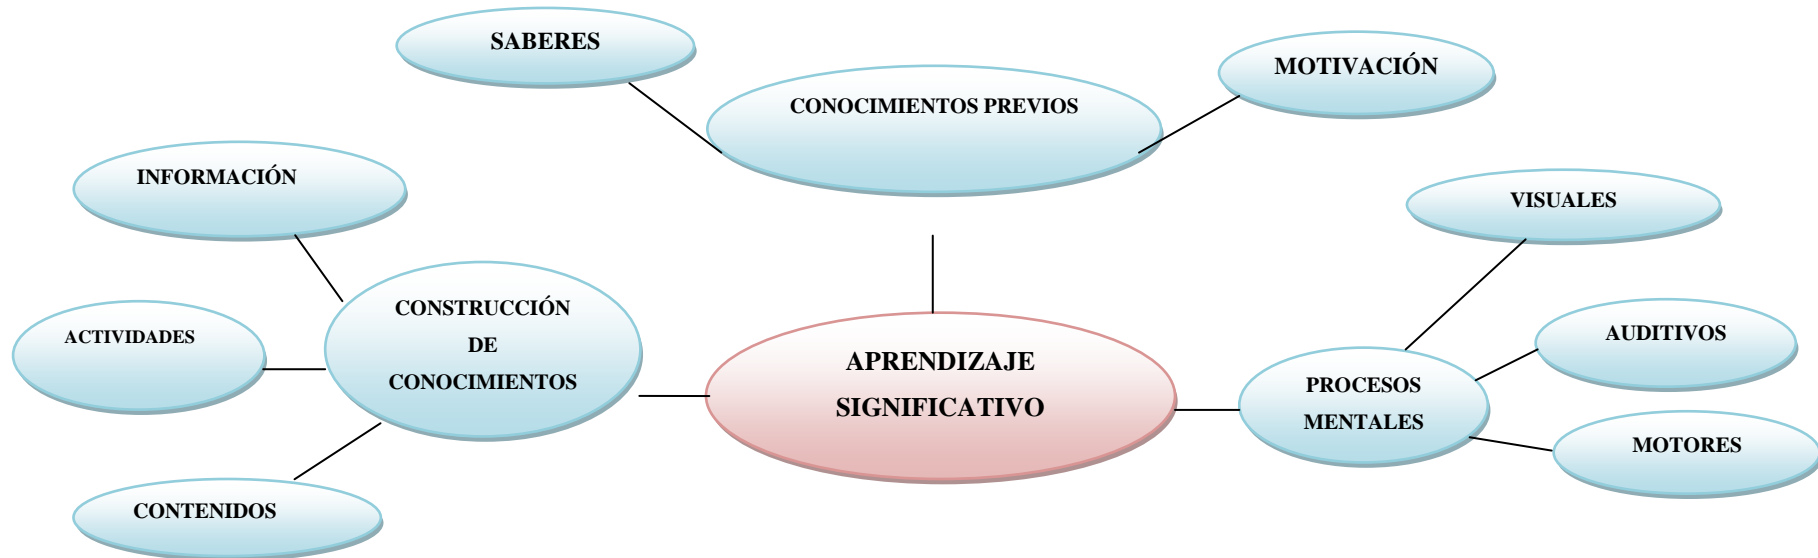 SABERES
MOTIVACIÓN
CONOCIMIENTOS PREVIOS
INFORMACIÓN
VISUALES
CONSTRUCCIÓN
DE
CONOCIMIENTOS
ACTIVIDADES
AUDITIVOS
APRENDIZAJE
SIGNIFICATIVO
PROCESOS
MENTALES
MOTORES
CONTENIDOS